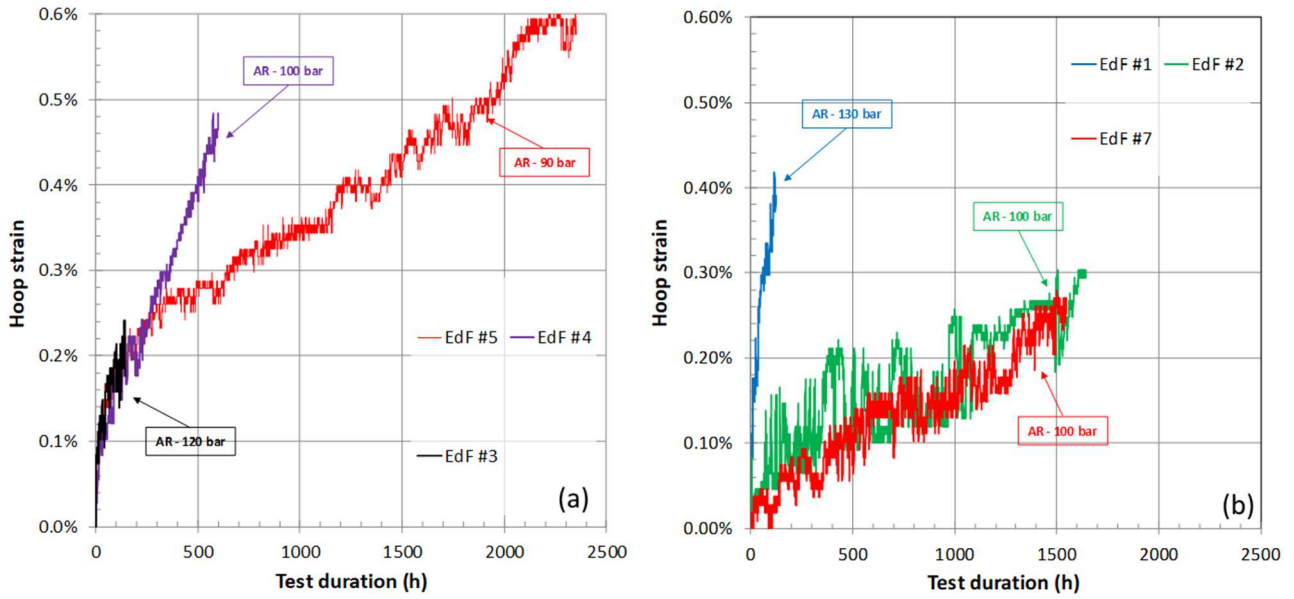 0.6%
0.5%
0.4%
0.3%
0.2%
0.1%
0.0%
Hoop strain
0 500 1000 1500 2000 2500
Test duration (h)
AR - 100 bar
AR - 90 bar
AR - 120 bar
EdF #5 EdF #4
EdF #3
(a)
0.60%
0.50%
0.40%
0.30%
0.20%
0.10%
0.00%
Hoop strain
0 500 1000 1500 2000 2500
Test duration (h)
EdF #1 EdF #2
EdF #7
AR - 130 bar
AR - 100 bar
AR - 100 bar
(b)